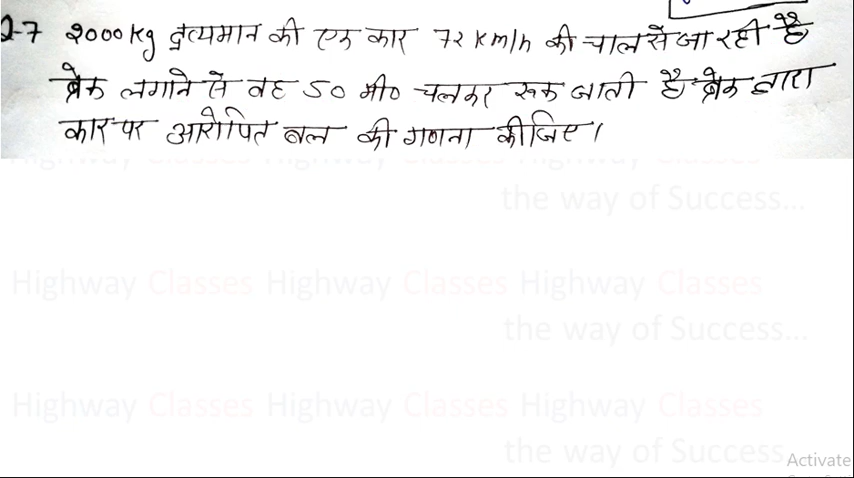 Q-7 2000 kg द्रव्यमान की एक कार 72 km/h की चाल से जा रही है
ब्रेक लगाने से वह 50 मी० चलकर रूक जाती है ब्रेक द्वारा
कार पर आरोपित बल की गणना कीजिए।
the way of Success...
Highway Classes Highway Classes Highway Classes
the way of Success...
Highway Classes Highway Classes Highway Classes
the way of Success
Activate